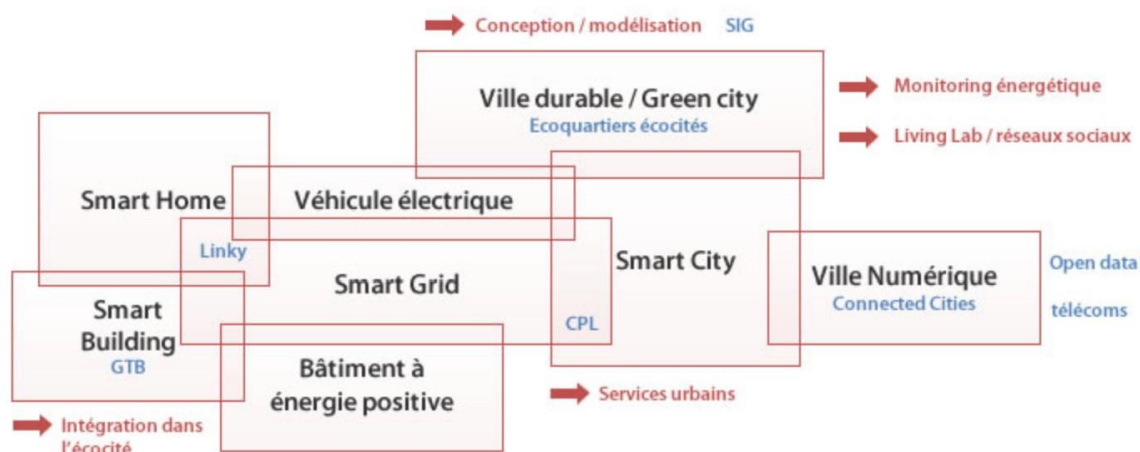 Conception / modélisation SIG
Ville durable / Green city
Ecoquartiers écocités
Monitoring énergétique
Living Lab / réseaux sociaux
Smart Home
Véhicule électrique
Linky
Smart Grid
Smart City
CPL
Ville Numérique
Connected Cities
Open data
télécoms
Smart
Building
GTB
Bâtiment à
énergie positive
Services urbains
Intégration dans
l'écocité